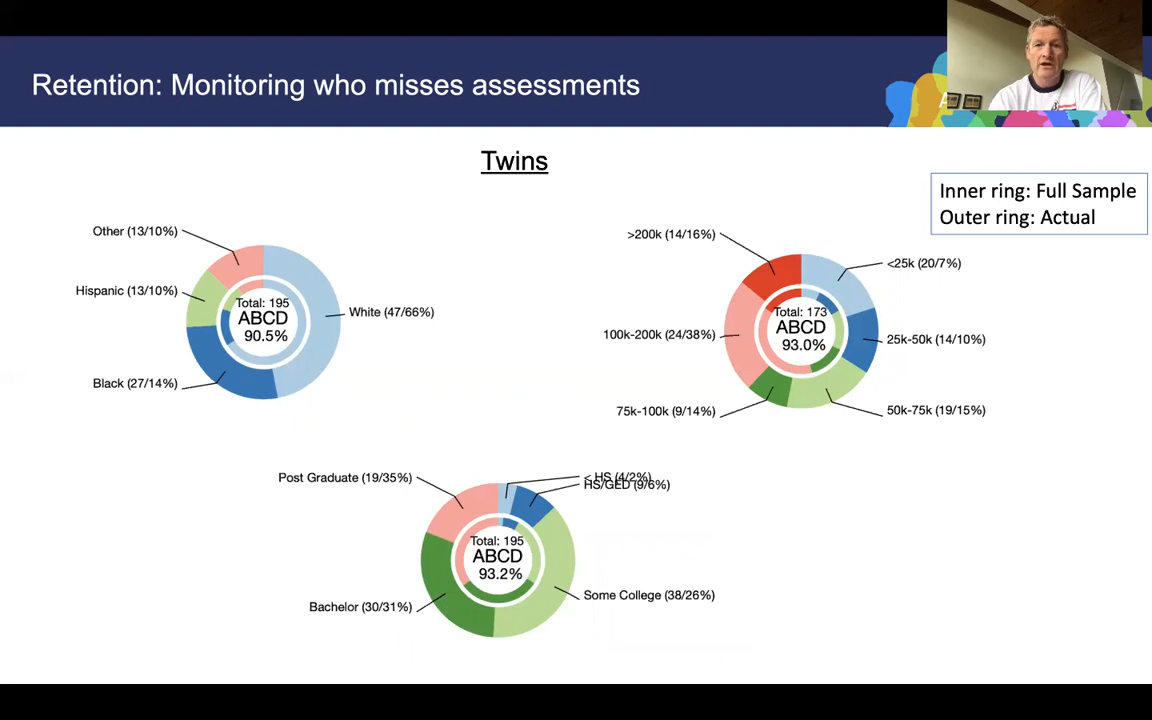 Retention: Monitoring who misses assessments
Twins
Inner ring: Full Sample
Outer ring: Actual
Other (13/10%)
Hispanic (13/10%)
Black (27/14%)
White (47/66%)
Total: 195
ABCD
90.5%
>200k (14/16%)
100k-200k (24/38%)
75k-100k (9/14%)
<25k (20/7%)
25k-50k (14/10%)
50k-75k (19/15%)
Total: 173
ABCD
93.0%
Post Graduate (19/35%)
Bachelor (30/31%)
< HS (4/2%)
HS/GED (9/6%)
Some College (38/26%)
Total: 195
ABCD
93.2%